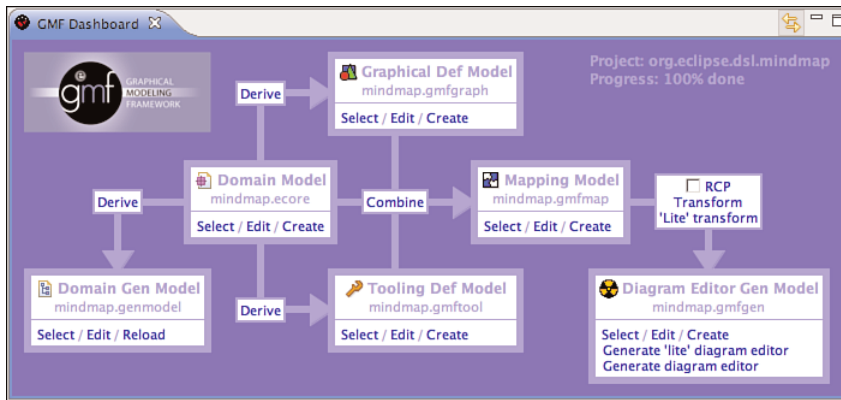 GMF Dashboard
gmf
GRAPHICAL
MODELING
FRAMEWORK
Project: org.eclipse.dsl.mindmap
Progress: 100% done
Derive
Graphical Def Model
mindmap.gmfgraph
Select / Edit / Create
Domain Model
mindmap.ecore
Select / Edit / Create
Derive
Combine
Mapping Model
mindmap.gmfmap
Select / Edit / Create
RCP
Transform
'Lite' transform
Domain Gen Model
mindmap.genmodel
Select / Edit / Reload
Derive
Tooling Def Model
mindmap.gmftool
Select / Edit / Create
Diagram Editor Gen Model
mindmap.gmfgen
Select / Edit / Create
Generate 'lite' diagram editor
Generate diagram editor